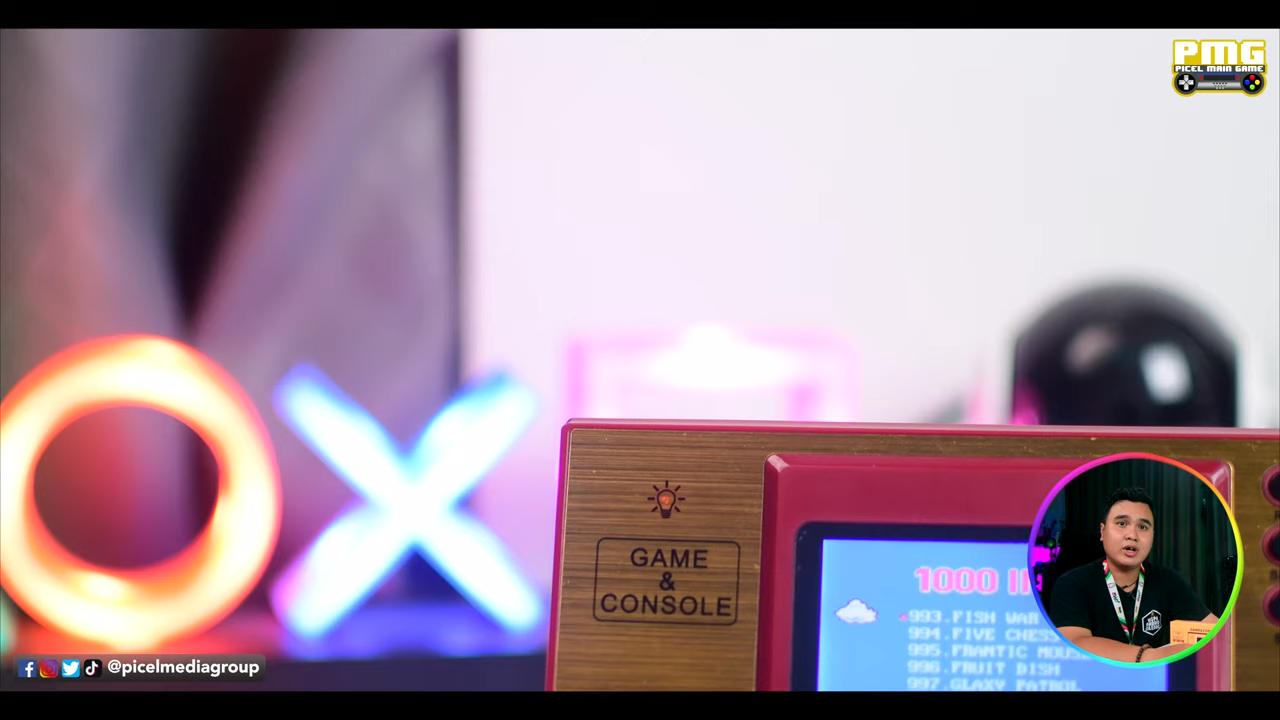 PMG
PICEL MAIN GAME
GAME
&
CONSOLE
1000 I
993.FISH WAR
994.FIVE CHESS
995.FRANTIC MOUSE
996.FRUIT DISH
997.GLAXY PATROL
@picelmediagroup